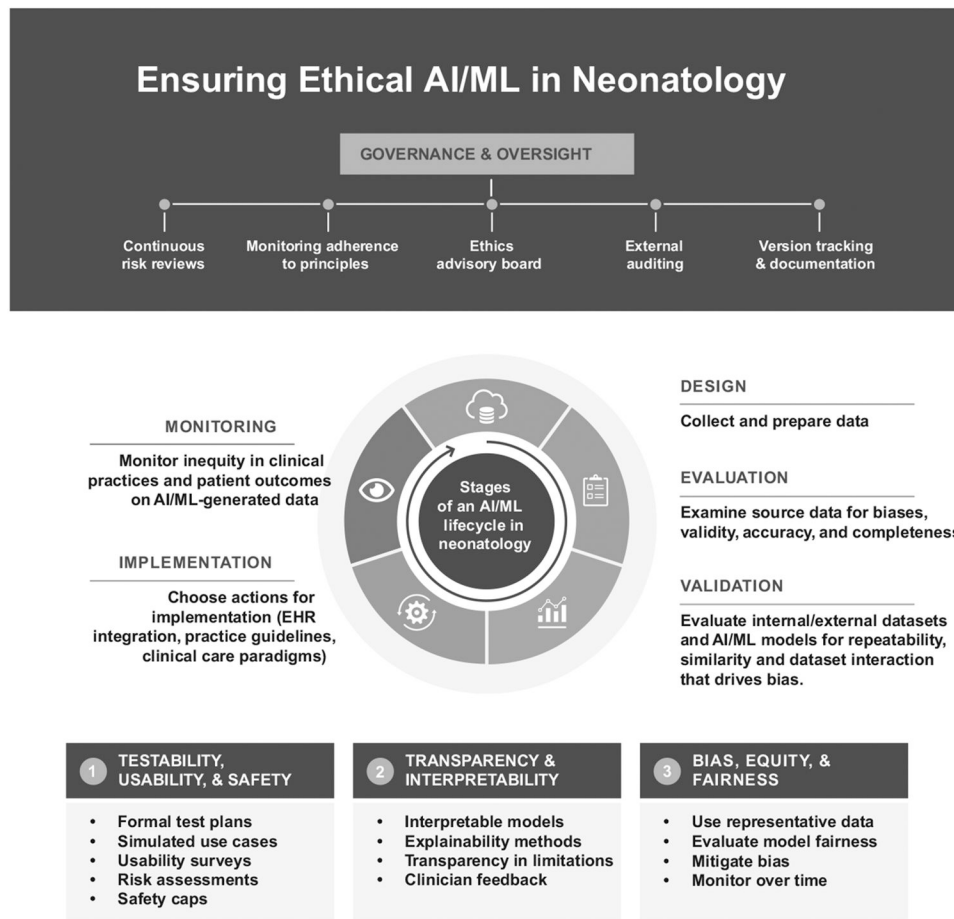 Ensuring Ethical AI/ML in Neonatology
GOVERNANCE & OVERSIGHT
Continuous
risk reviews
Monitoring adherence
to principles
Ethics
advisory board
External
auditing
Version tracking
& documentation
MONITORING
Monitor inequity in clinical
practices and patient outcomes
on AI/ML-generated data
IMPLEMENTATION
Choose actions for
implementation (EHR
integration, practice guidelines,
clinical care paradigms)
Stages
of an AI/ML
lifecycle in
neonatology
DESIGN
Collect and prepare data
EVALUATION
Examine source data for biases,
validity, accuracy, and completeness
VALIDATION
Evaluate internal/external datasets
and AI/ML models for repeatability,
similarity and dataset interaction
that drives bias.
1 TESTABILITY,
USABILITY, & SAFETY
• Formal test plans
• Simulated use cases
• Usability surveys
• Risk assessments
• Safety caps
2 TRANSPARENCY &
INTERPRETABILITY
• Interpretable models
• Explainability methods
• Transparency in limitations
• Clinician feedback
3 BIAS, EQUITY, &
FAIRNESS
• Use representative data
• Evaluate model fairness
• Mitigate bias
• Monitor over time